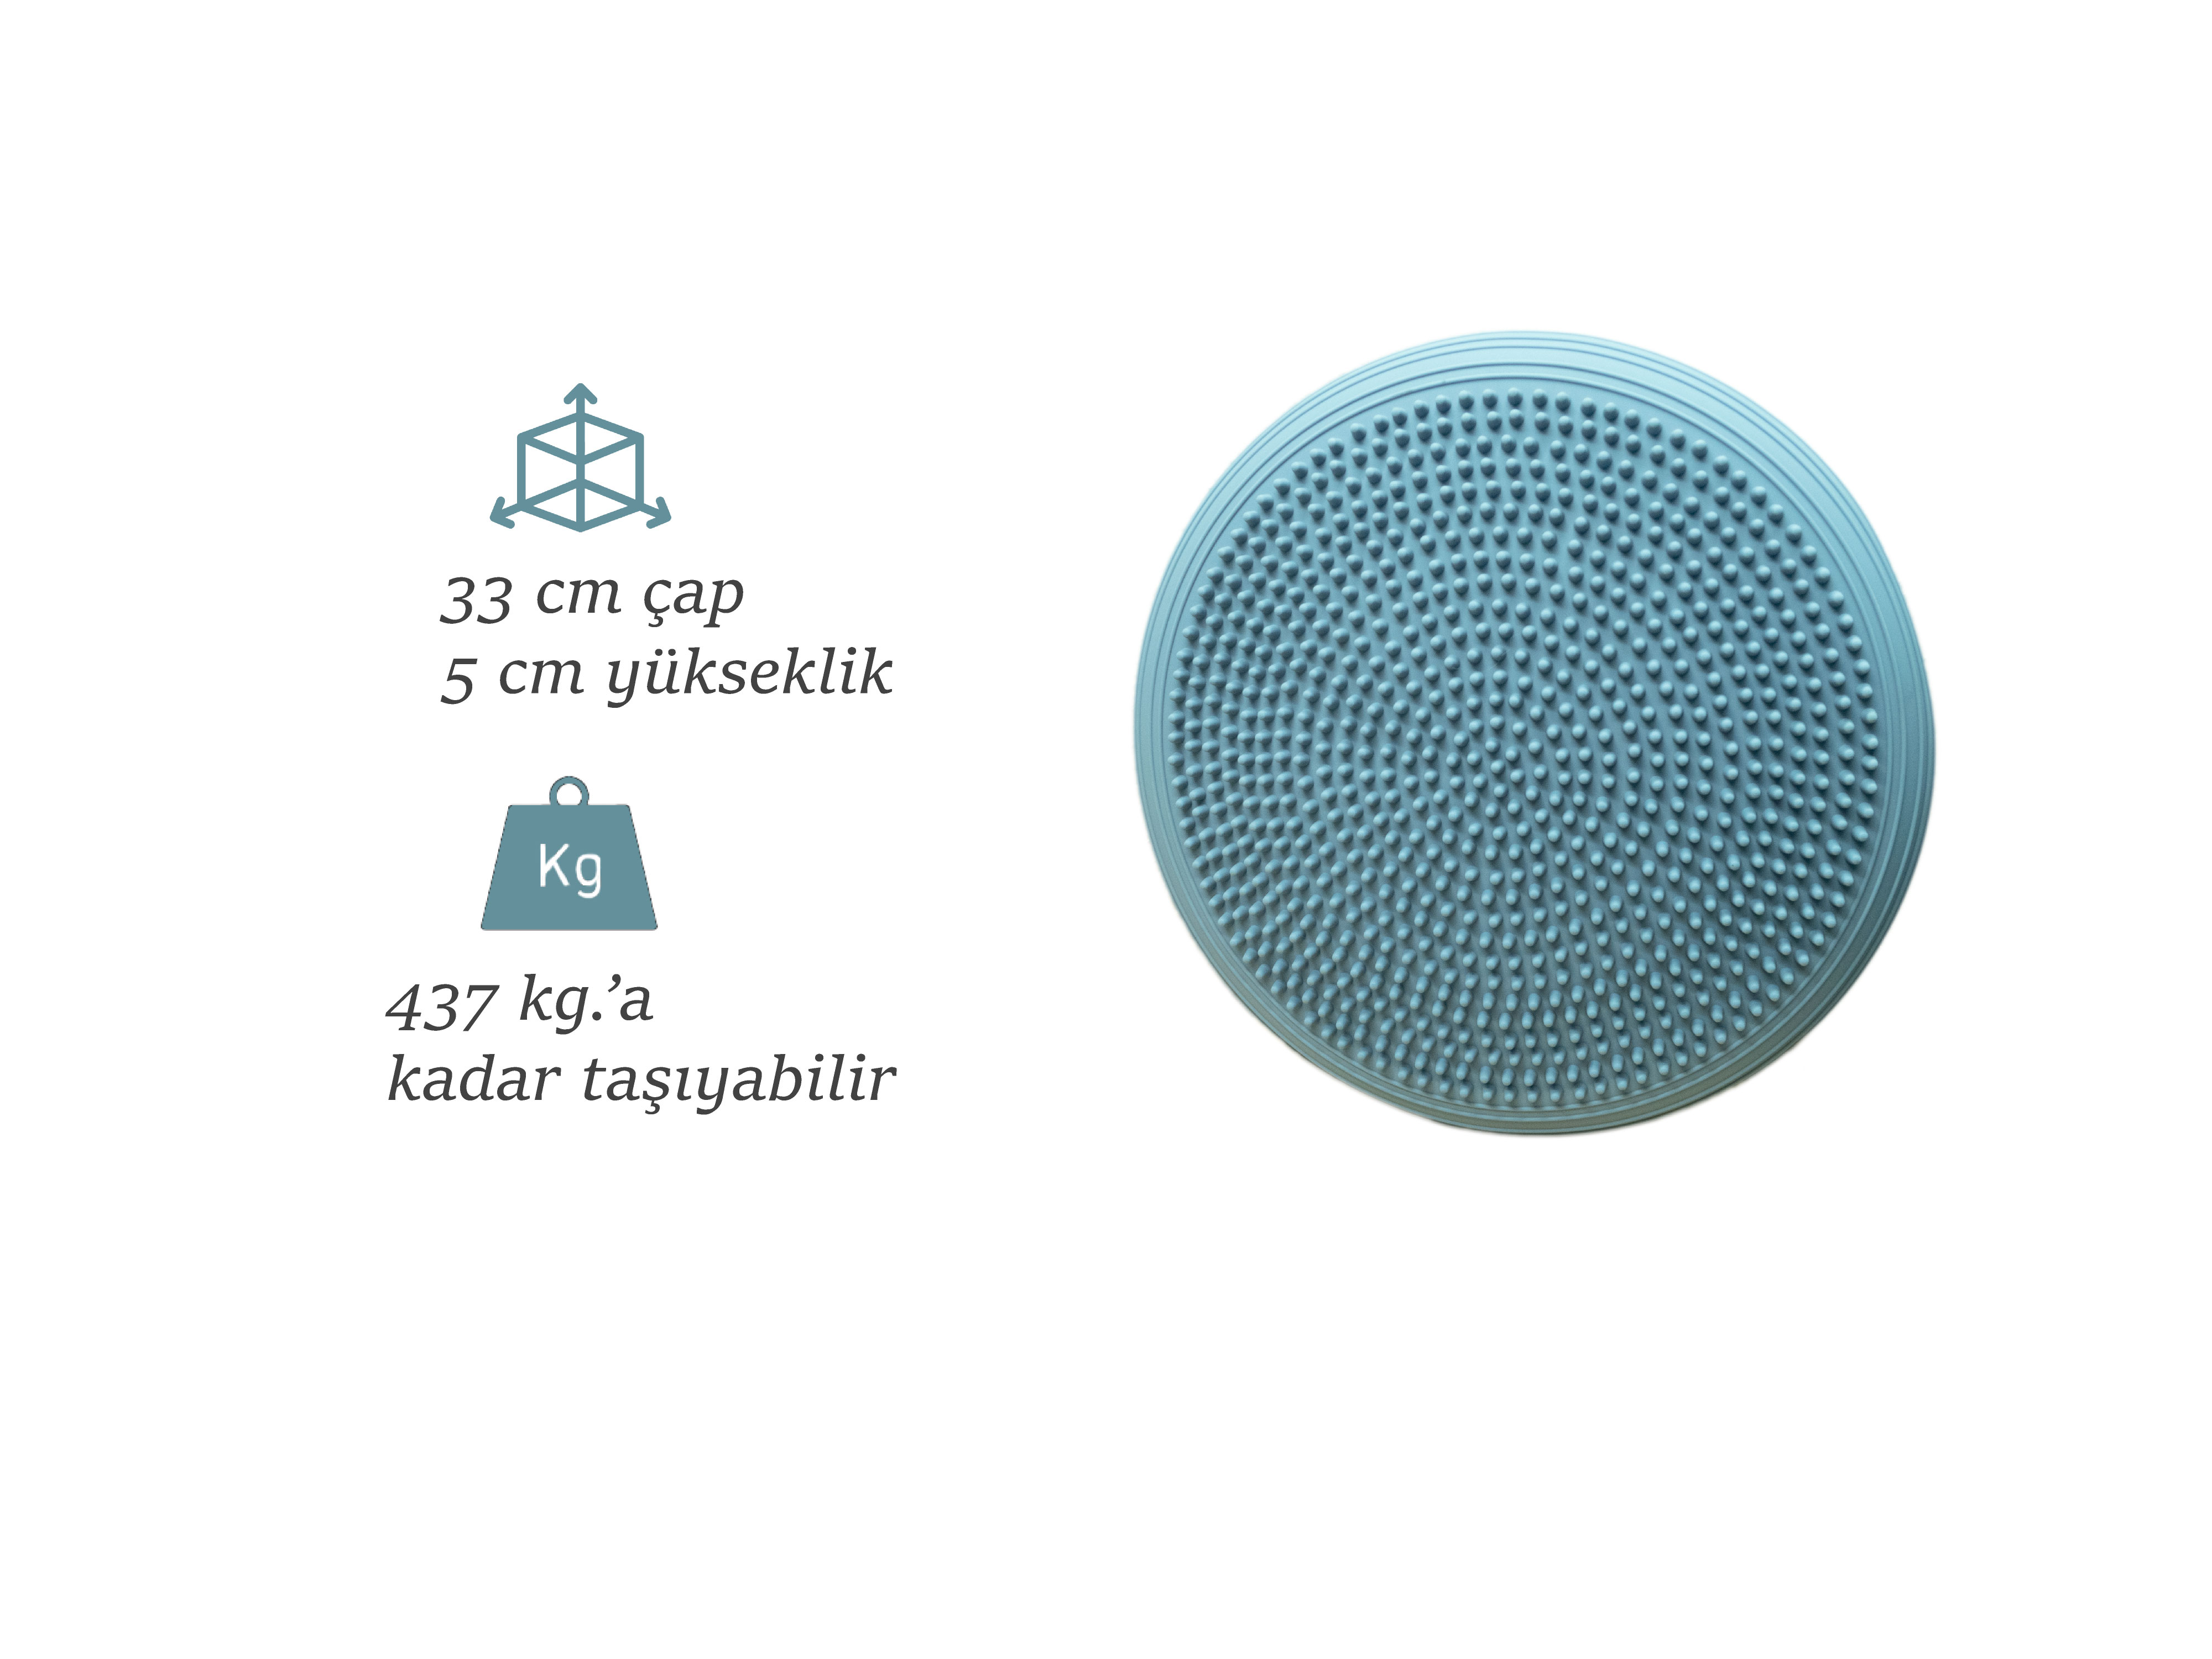 33 cm çap
5 cm yükseklik
Kg
437 kg.’a
kadar taşıyabilir